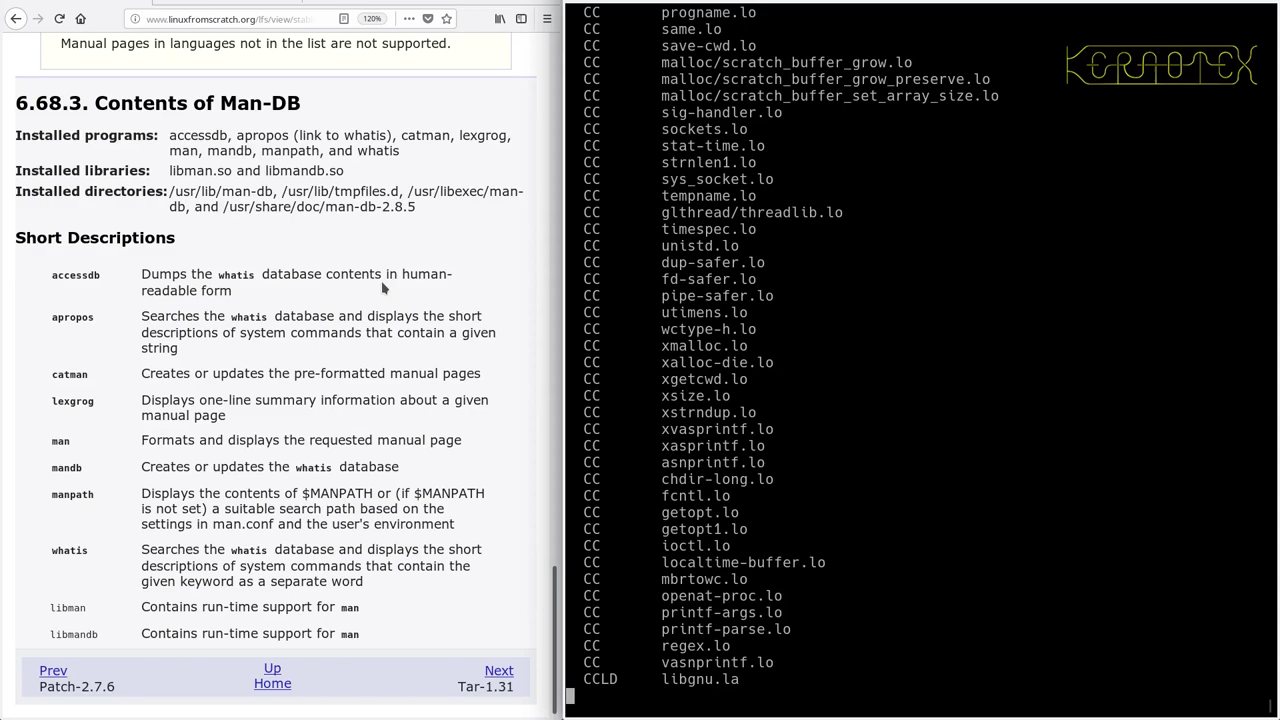 www.linuxfromscratch.org/lfs/view/stab
120%
Manual pages in languages not in the list are not supported.
6.68.3. Contents of Man-DB
Installed programs: accessdb, apropos (link to whatis), catman, lexgrog,
man, mandb, manpath, and whatis
Installed libraries: libman.so and libmandb.so
Installed directories: /usr/lib/man-db, /usr/lib/tmpfiles.d, /usr/libexec/man-
db, and /usr/share/doc/man-db-2.8.5
Short Descriptions
accessdb Dumps the whatis database contents in human-
readable form
apropos Searches the whatis database and displays the short
descriptions of system commands that contain a given
string
catman Creates or updates the pre-formatted manual pages
lexgrog Displays one-line summary information about a given
manual page
man Formats and displays the requested manual page
mandb Creates or updates the whatis database
manpath Displays the contents of $MANPATH or (if $MANPATH
is not set) a suitable search path based on the
settings in man.conf and the user's environment
whatis Searches the whatis database and displays the short
descriptions of system commands that contain the
given keyword as a separate word
libman Contains run-time support for man
libmandb Contains run-time support for man
Prev Up Next
Patch-2.7.6 Home Tar-1.31
CC progname.lo
CC same.lo
CC save-cwd.lo
CC malloc/scratch_buffer_grow.lo
CC malloc/scratch_buffer_grow_preserve.lo
CC malloc/scratch_buffer_set_array_size.lo
CC sig-handler.lo
CC sockets.lo
CC stat-time.lo
CC strnlen1.lo
CC sys_socket.lo
CC tempname.lo
CC glthread/threadlib.lo
CC timespec.lo
CC unistd.lo
CC dup-safer.lo
CC fd-safer.lo
CC pipe-safer.lo
CC utimens.lo
CC wctype-h.lo
CC xmalloc.lo
CC xalloc-die.lo
CC xgetcwd.lo
CC xsize.lo
CC xstrndup.lo
CC xvasprintf.lo
CC xasprintf.lo
CC asnprintf.lo
CC chdir-long.lo
CC fcntl.lo
CC getopt.lo
CC getopt1.lo
CC ioctl.lo
CC localtime-buffer.lo
CC mbrtowc.lo
CC openat-proc.lo
CC printf-args.lo
CC printf-parse.lo
CC regex.lo
CC vasnprintf.lo
CCLD libgnu.la